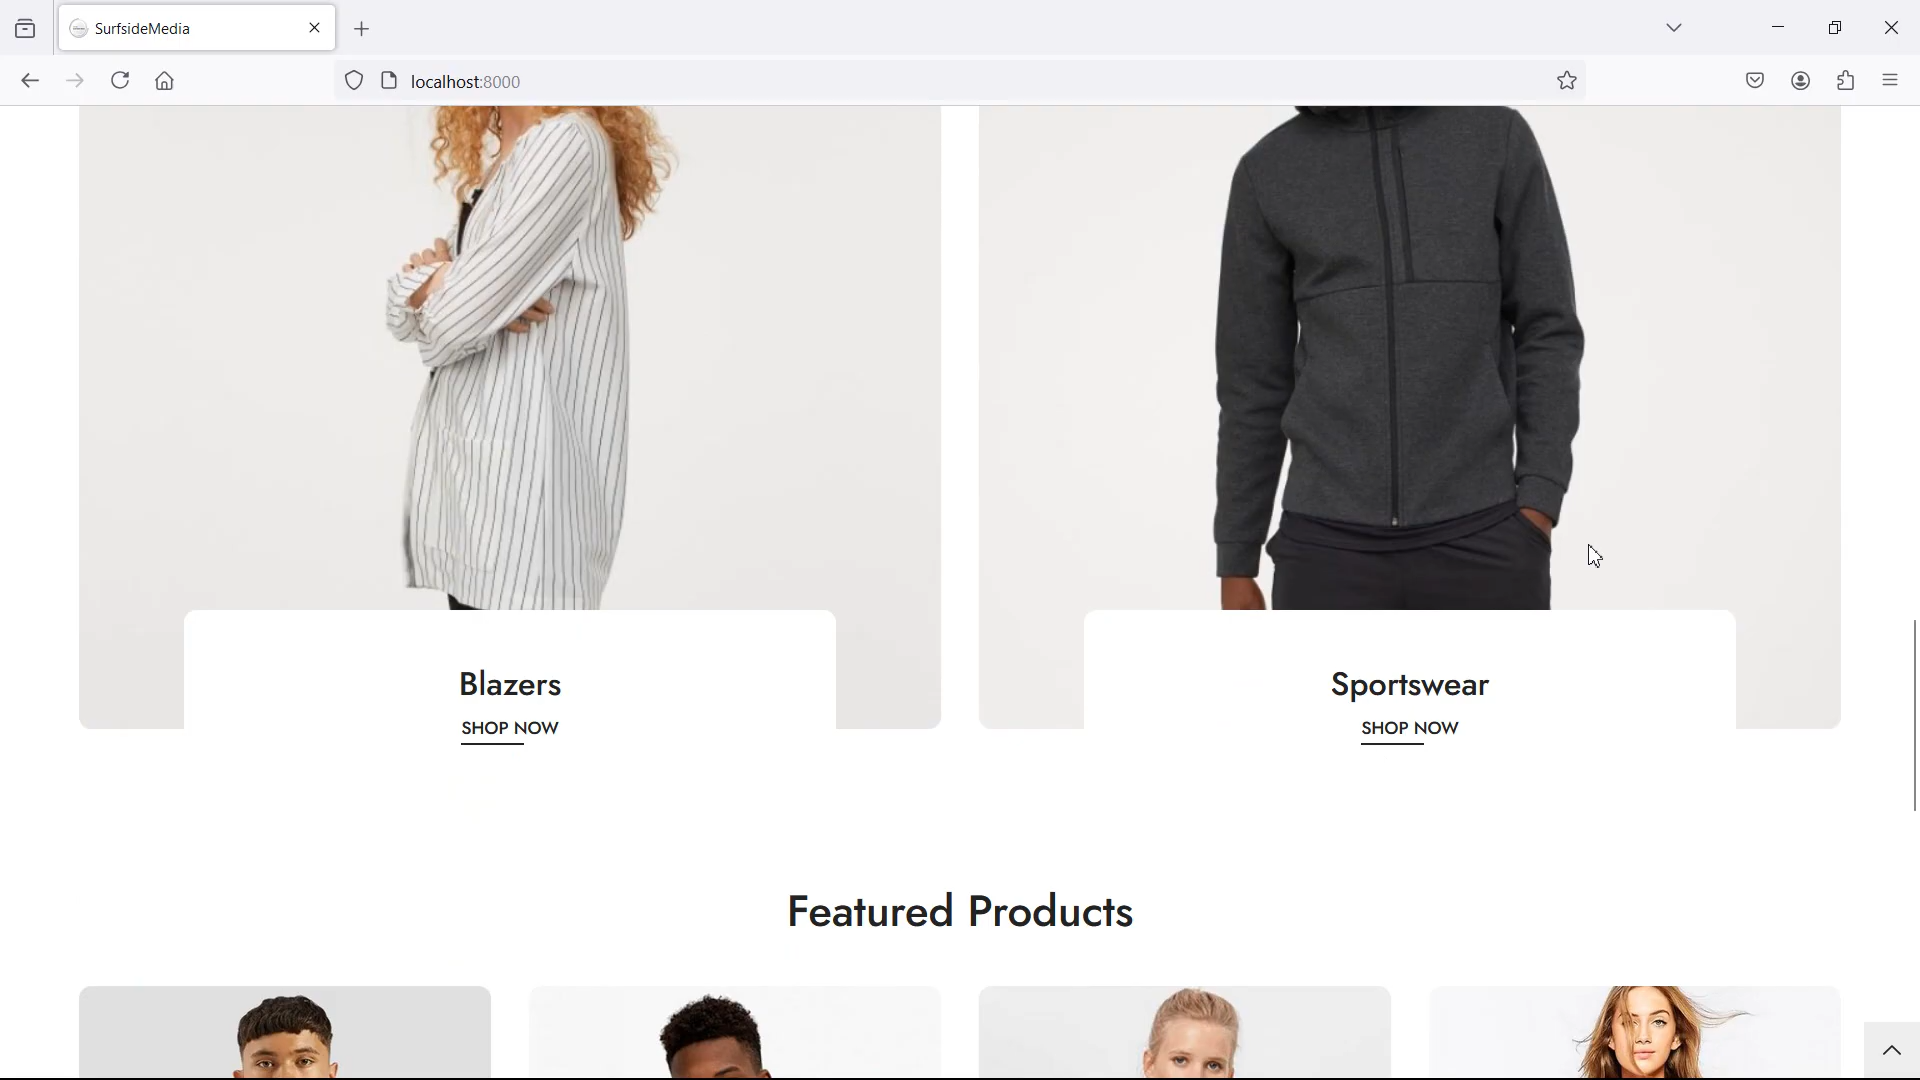 SurfsideMedia
localhost:8000
Blazers
SHOP NOW
Sportswear
SHOP NOW
Featured Products